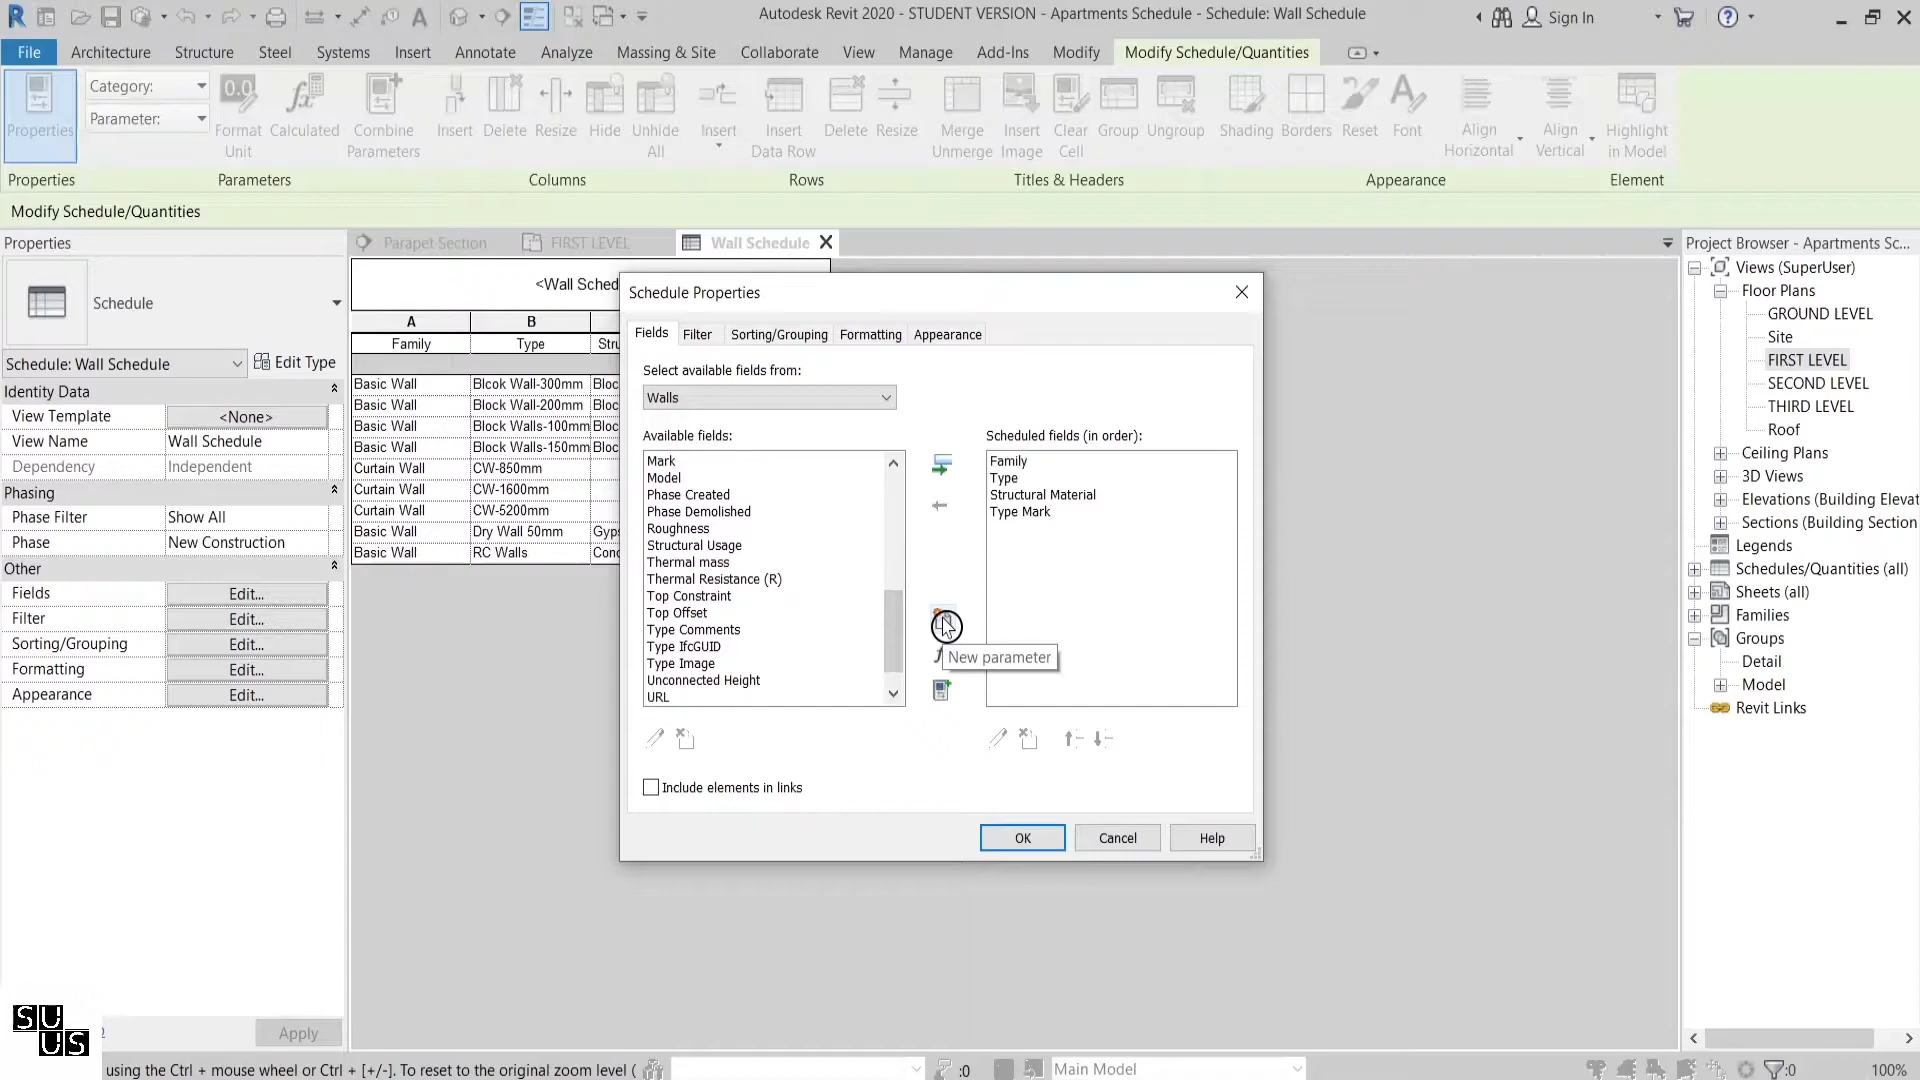 Autodesk Revit 2020 - STUDENT VERSION - Apartments Schedule - Schedule: Wall Schedule
Sign In
File Architecture Structure Steel Systems Insert Annotate Analyze Massing & Site Collaborate View Manage Add-Ins Modify Modify Schedule/Quantities
Properties
Category:
Parameter:
Format Unit
Calculated
Combine Parameters
Insert
Delete
Resize
Hide
Unhide All
Insert
Insert Data Row
Delete
Resize
Merge Unmerge
Insert Image
Clear Cell
Group
Ungroup
Shading
Borders
Reset
Font
Align Horizontal
Align Vertical
Highlight in Model
Properties Parameters Columns Rows Titles & Headers Appearance Element
Modify Schedule/Quantities
Properties
Schedule
Schedule: Wall Schedule
Edit Type
Identity Data
View Template <None>
View Name Wall Schedule
Dependency Independent
Phasing
Phase Filter Show All
Phase New Construction
Other
Fields Edit...
Filter Edit...
Sorting/Grouping Edit...
Formatting Edit...
Appearance Edit...
Apply
SU
US
Parapet Section
FIRST LEVEL
Wall Schedule
<Wall Sched
A B
Family Type Stru
Basic Wall Blcok Wall-300mm Bloc
Basic Wall Block Wall-200mm Bloc
Basic Wall Block Walls-100mm Bloc
Basic Wall Block Walls-150mm Bloc
Curtain Wall CW-850mm
Curtain Wall CW-1600mm
Curtain Wall CW-5200mm
Basic Wall Dry Wall 50mm Gyps
Basic Wall RC Walls Conc
Schedule Properties
Fields Filter Sorting/Grouping Formatting Appearance
Select available fields from:
Walls
Available fields:
Mark
Model
Phase Created
Phase Demolished
Roughness
Structural Usage
Thermal mass
Thermal Resistance (R)
Top Constraint
Top Offset
Type Comments
Type IfcGUID
Type Image
Unconnected Height
URL
Scheduled fields (in order):
Family
Type
Structural Material
Type Mark
New parameter
Include elements in links
OK Cancel Help
Project Browser - Apartments Sc...
Views (SuperUser)
Floor Plans
GROUND LEVEL
Site
FIRST LEVEL
SECOND LEVEL
THIRD LEVEL
Roof
Ceiling Plans
3D Views
Elevations (Building Elevat
Sections (Building Section
Legends
Schedules/Quantities (all)
Sheets (all)
Families
Groups
Detail
Model
Revit Links
using the Ctrl + mouse wheel or Ctrl + [+/-]. To reset to the original zoom level (
:0
Main Model
:0
100%